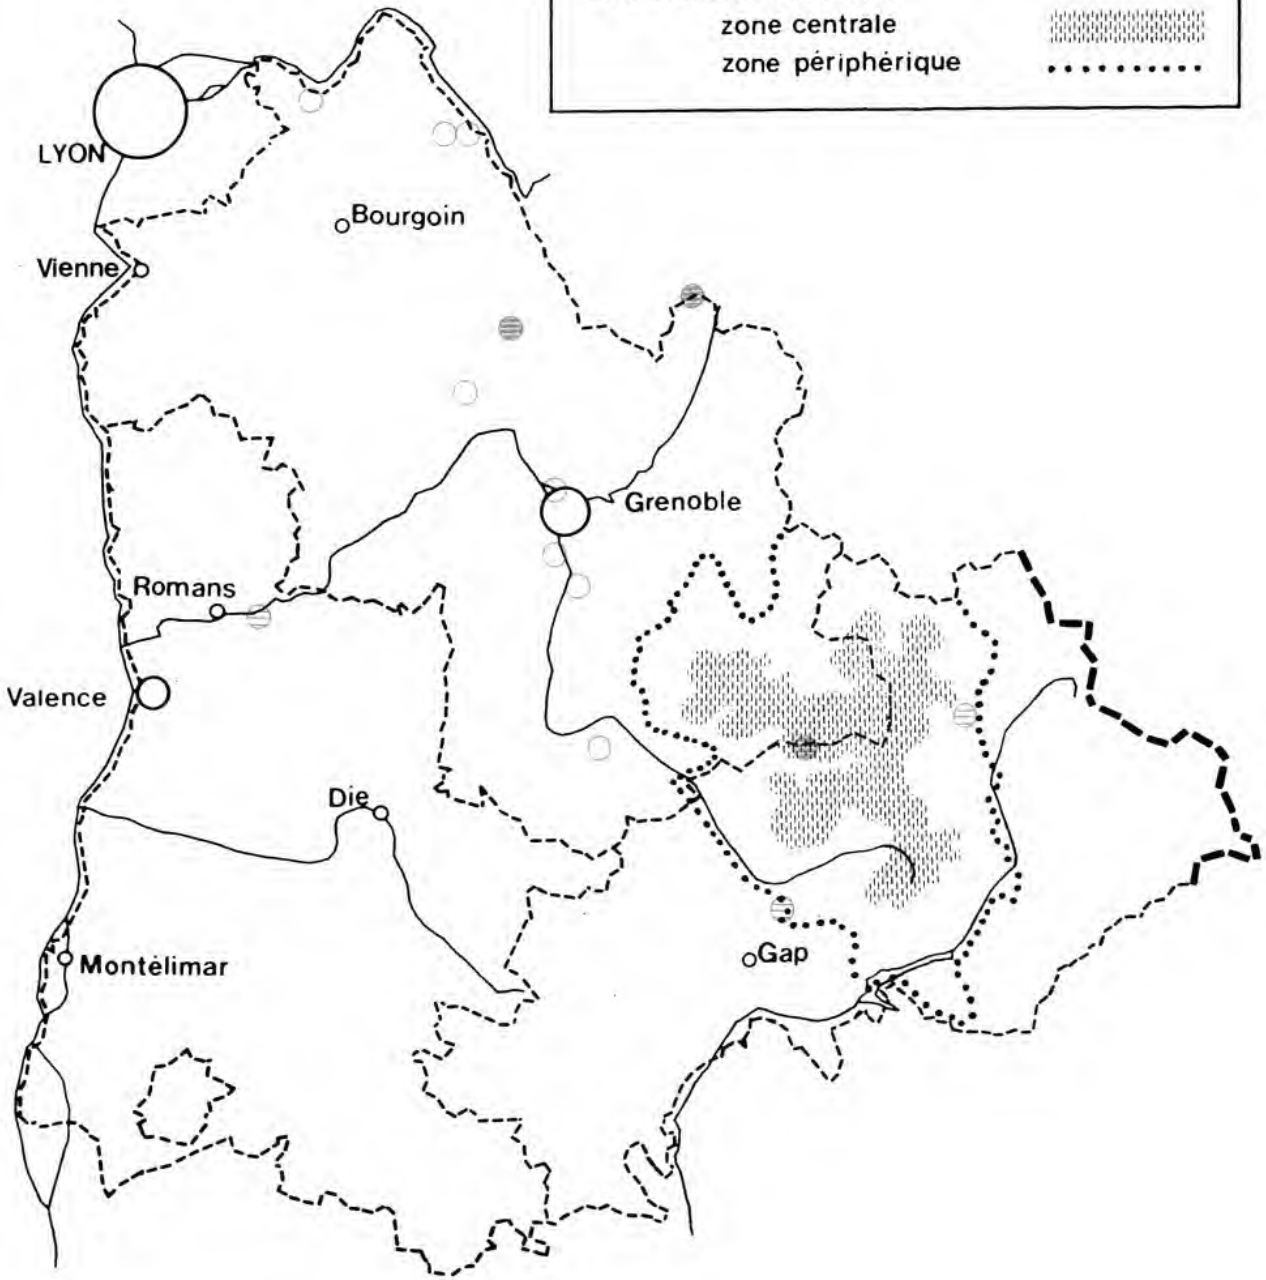 zone centrale
zone périphérique
LYON
Bourgoin
Vienne
Grenoble
Romans
Valence
Die
Gap
Montélimar